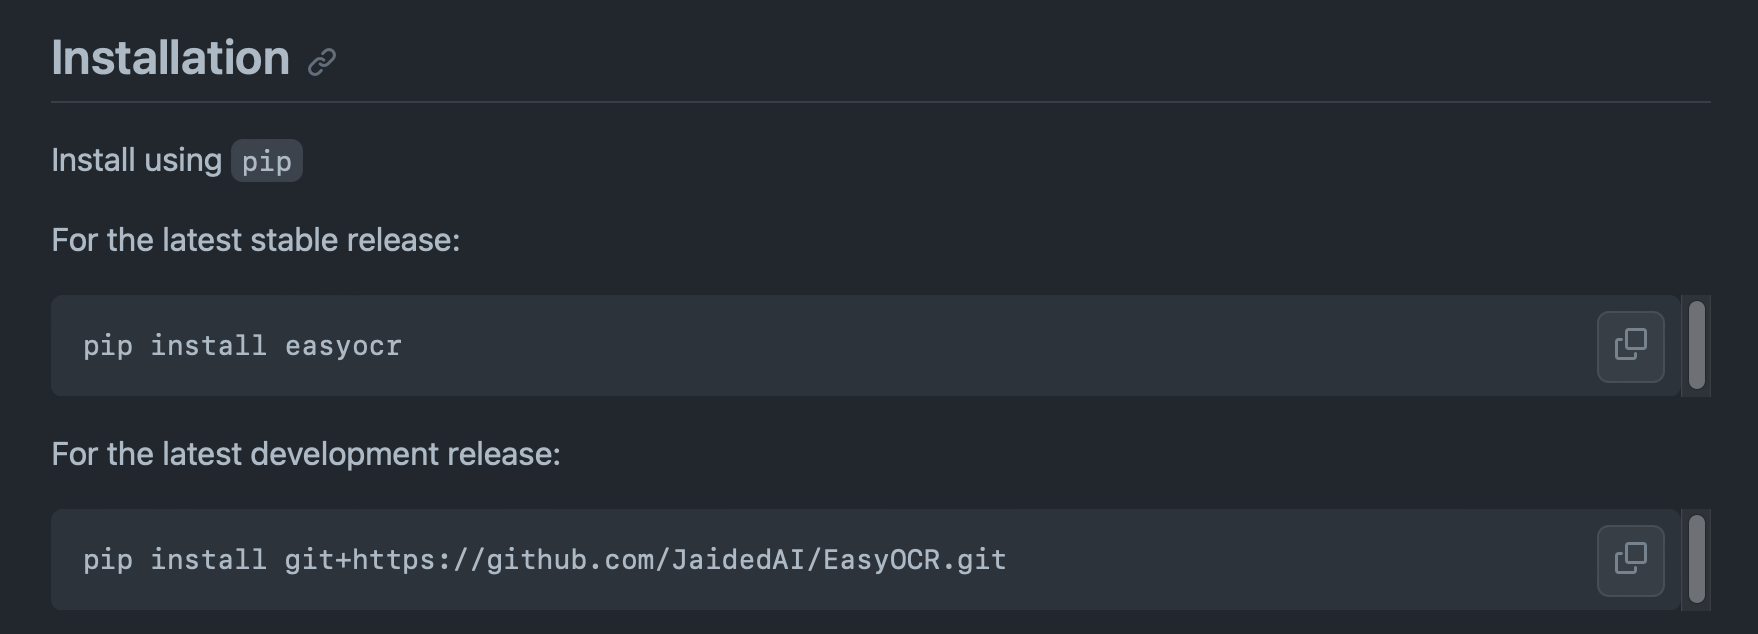 Installation
Install using pip
For the latest stable release:
pip install easyocr
For the latest development release:
pip install git+https://github.com/JaidedAI/EasyOCR.git